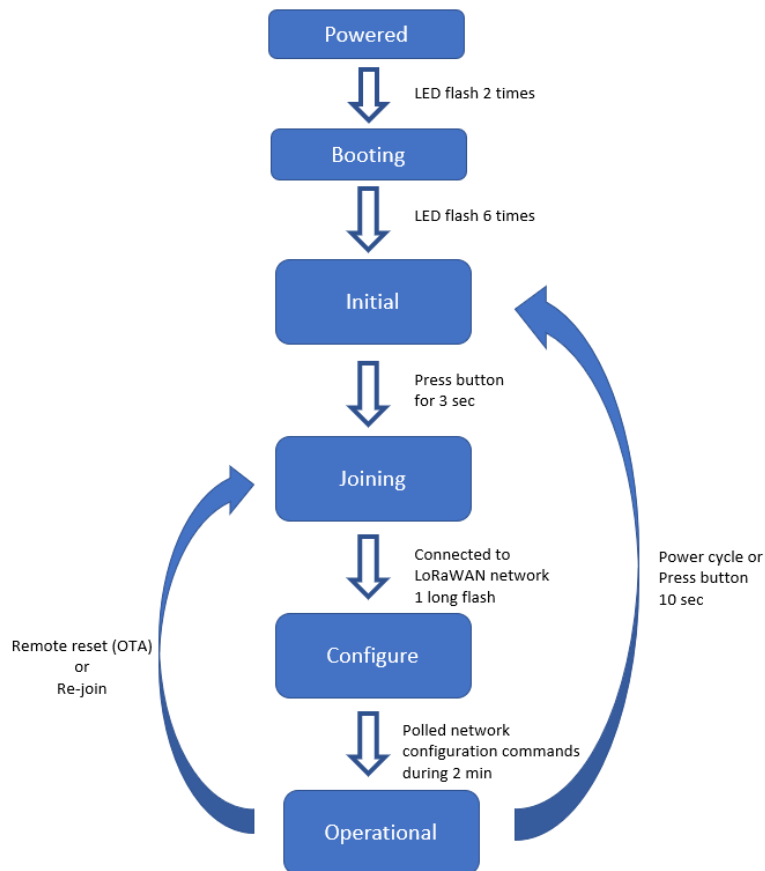 Powered
LED flash 2 times
Booting
LED flash 6 times
Initial
Press button
for 3 sec
Joining
Connected to
LoRaWAN network
1 long flash
Power cycle or
Press button
10 sec
Remote reset (OTA)
or
Re-join
Configure
Polled network
configuration commands
during 2 min
Operational